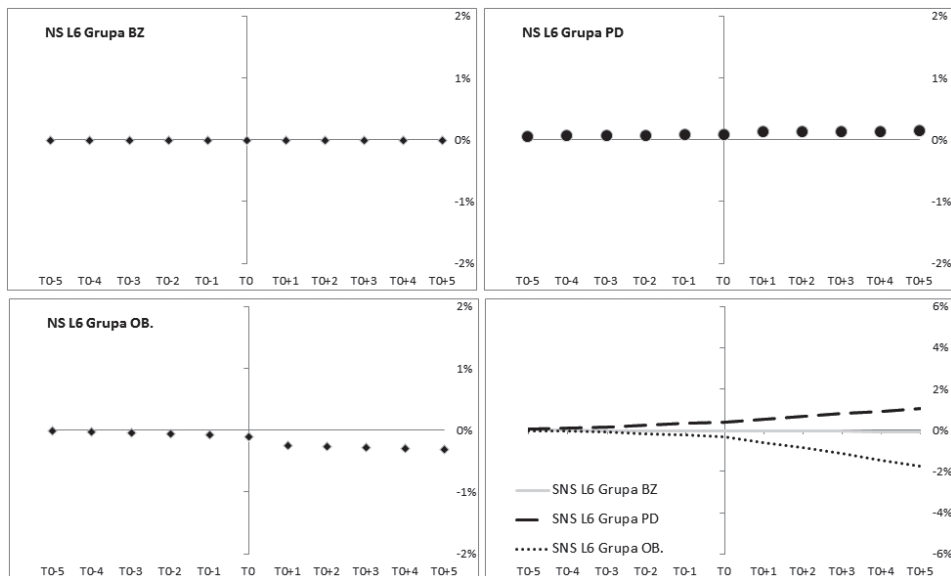 NS L6 Grupa BZ
2%
1%
0%
-1%
-2%
T0-5 T0-4 T0-3 T0-2 T0-1 T0 T0+1 T0+2 T0+3 T0+4 T0+5
NS L6 Grupa PD
2%
1%
0%
-1%
-2%
T0-5 T0-4 T0-3 T0-2 T0-1 T0 T0+1 T0+2 T0+3 T0+4 T0+5
NS L6 Grupa OB.
2%
1%
0%
-1%
-2%
T0-5 T0-4 T0-3 T0-2 T0-1 T0 T0+1 T0+2 T0+3 T0+4 T0+5
6%
4%
2%
0%
-2%
-4%
-6%
SNS L6 Grupa BZ
SNS L6 Grupa PD
SNS L6 Grupa OB.
T0-5 T0-4 T0-3 T0-2 T0-1 T0 T0+1 T0+2 T0+3 T0+4 T0+5